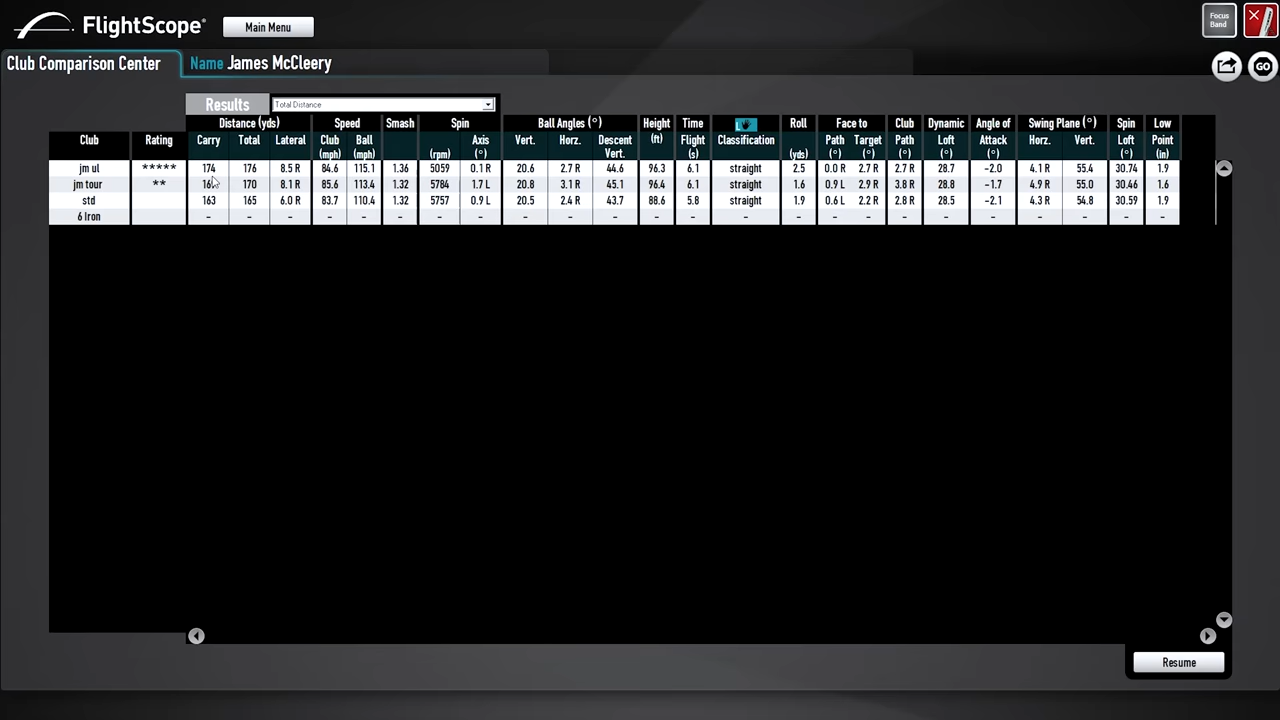 FlightScope®
Main Menu
Focus Band
Club Comparison Center
Name James McCleery
GO
Results Total Distance
Distance (yds) Speed Smash Spin Ball Angles (°) Height (ft) Time Flight (s) Roll (yds) Face to Club Path (°) Dynamic Loft (°) Angle of Attack (°) Swing Plane (°) Spin Loft (°) Low Point (in)
Club Rating Carry Total Lateral Club (mph) Ball (mph) (rpm) Axis (°) Vert. Horz. Descent Vert. Classification Path (°) Target (°) Horz. Vert.
jm ul ***** 174 176 8.5 R 84.6 115.1 1.36 5059 0.1 R 20.6 2.7 R 44.6 96.3 6.1 straight 2.5 0.0 R 2.7 R 2.7 R 28.7 -2.0 4.1 R 55.4 30.74 1.9
jm tour ** 170 8.1 R 85.6 113.4 1.32 5784 1.7 L 20.8 3.1 R 45.1 96.4 6.1 straight 1.6 0.9 L 2.9 R 3.8 R 28.8 -1.7 4.9 R 55.0 30.46 1.6
std 163 165 6.0 R 83.7 110.4 1.32 5757 0.9 L 20.5 2.4 R 43.7 88.6 5.8 straight 1.9 0.6 L 2.2 R 2.8 R 28.5 -2.1 4.3 R 54.8 30.59 1.9
6 Iron - - - - - - - - - - - - - - - - - - - - - - - -
Resume